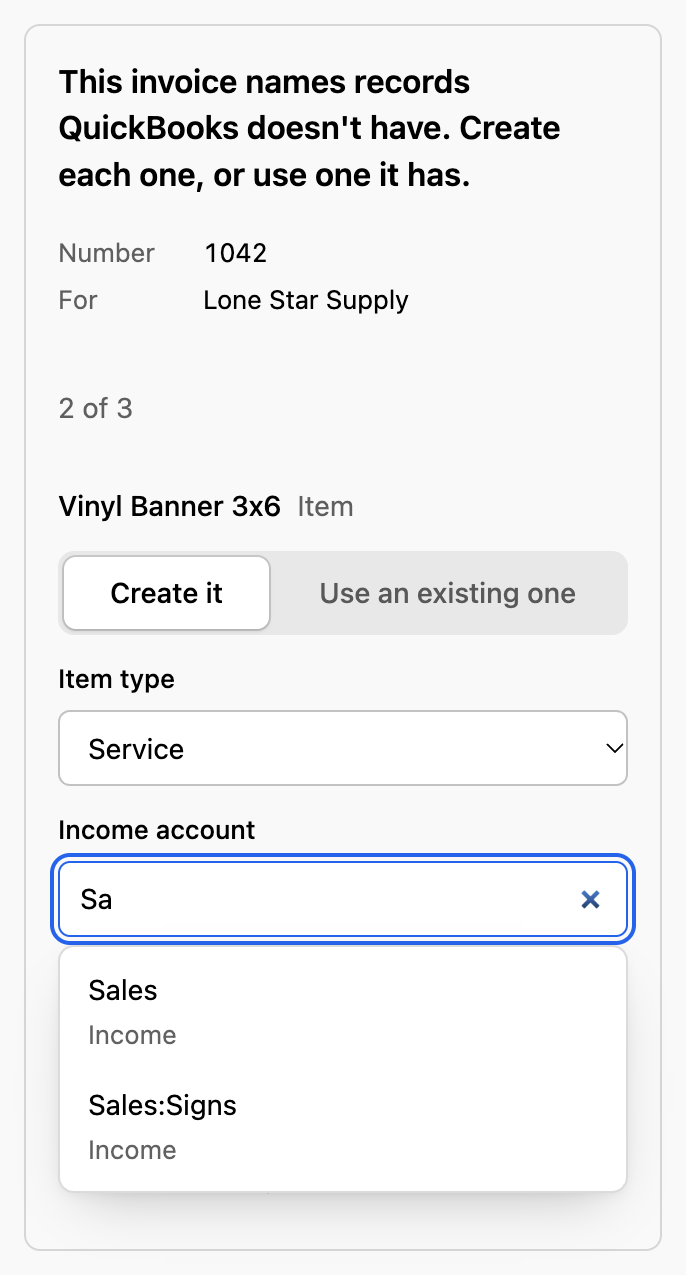 This invoice names records
QuickBooks doesn't have. Create
each one, or use one it has.
Number 1042
For Lone Star Supply
2 of 3
Vinyl Banner 3x6 Item
Create it Use an existing one
Item type
Service
Income account
Sa
Sales
Income
Sales:Signs
Income